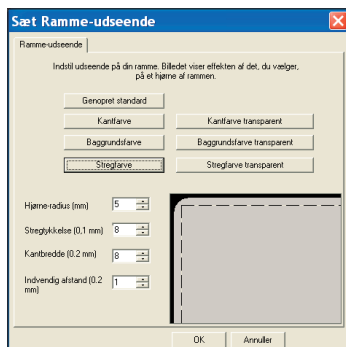 Sæt Ramme-udseende
Ramme-udseende
Indstil udseende på din ramme. Billedet viser effekten af det, du vælger,
på et hjørne af rammen.
Genopret standard
Kantfarve
Kantfarve transparent
Baggrundsfarve
Baggrundsfarve transparent
Stregfarve
Stregfarve transparent
Hjørne-radius (mm)
5
Stregtykkelse (0,1 mm)
8
Kantbredde (0.2 mm)
8
Indvendig afstand (0.2
mm)
1
OK
Annuller